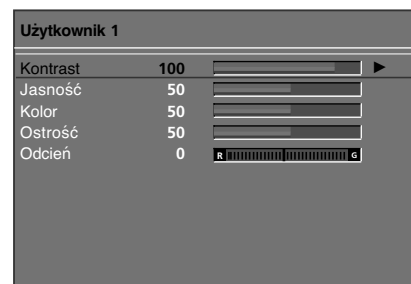 Użytkownik 1
Kontrast 100
Jasność 50
Kolor 50
Ostrość 50
Odcień 0 R G